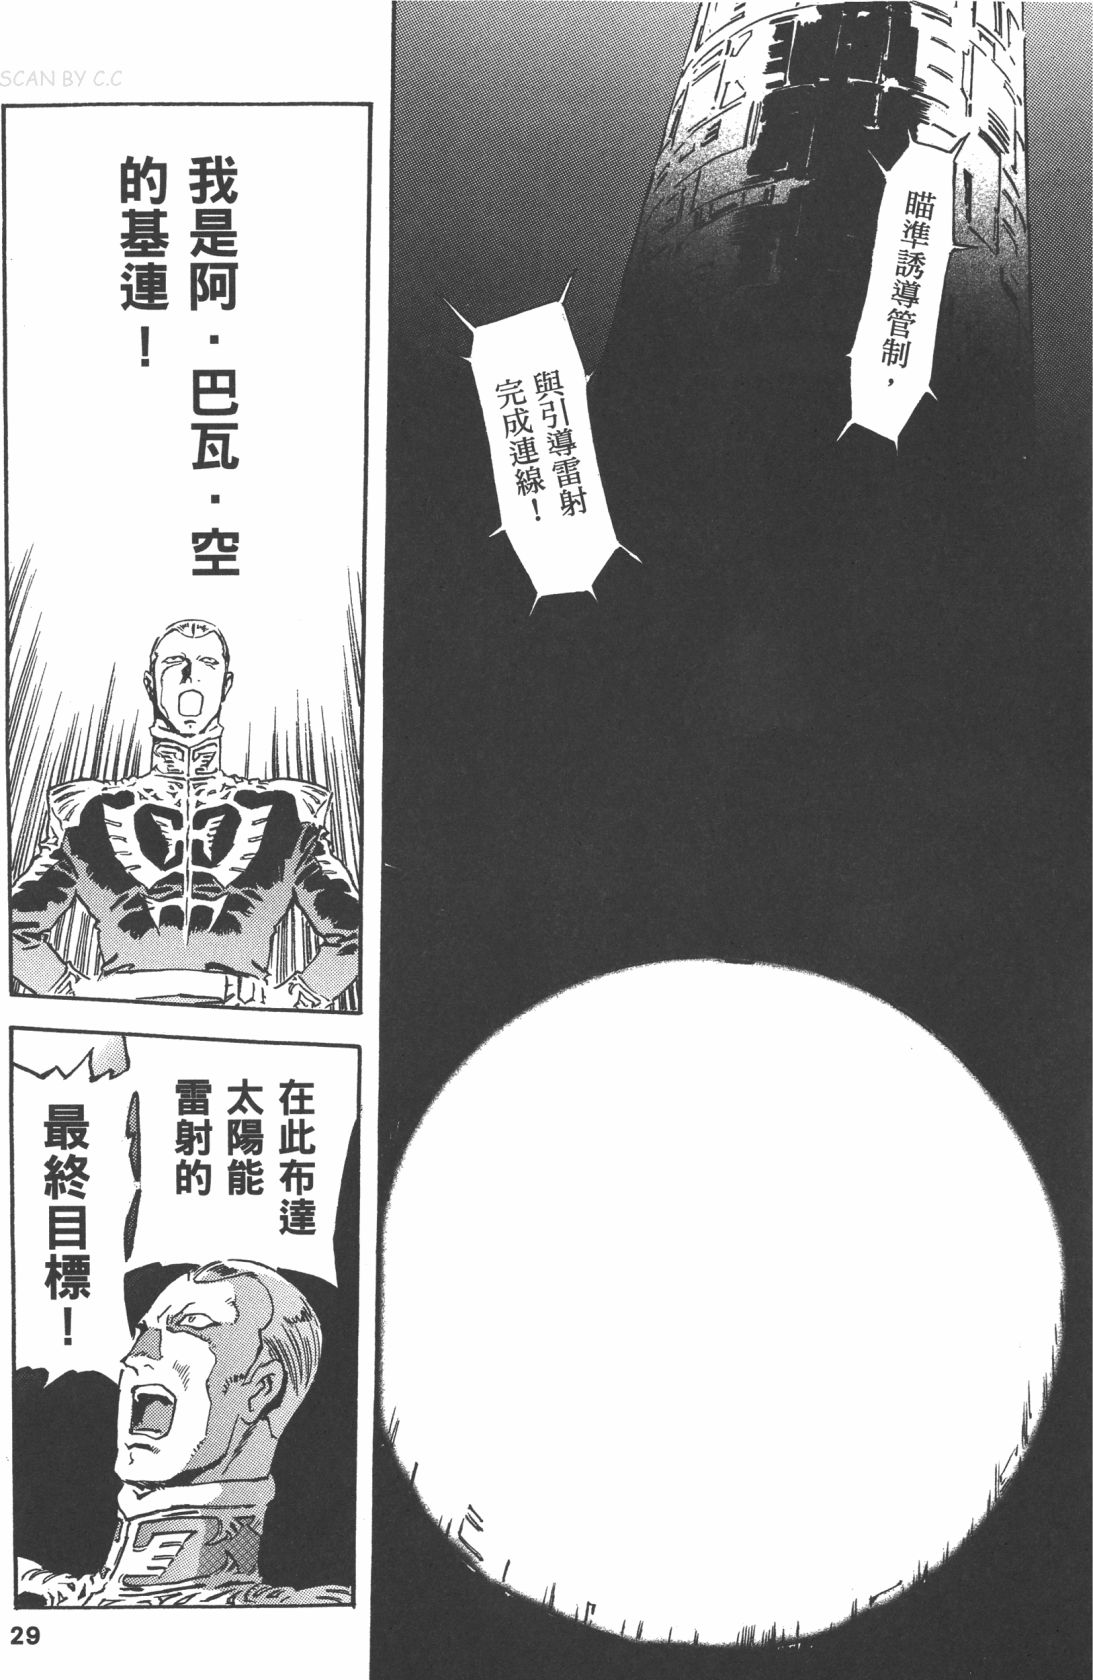 SCAN BY C.C
瞄準誘導管制，
與引導雷射
完成連線！
我是阿．巴瓦．空
的基連！
在此布達
太陽能
雷射的
最終目標！
29